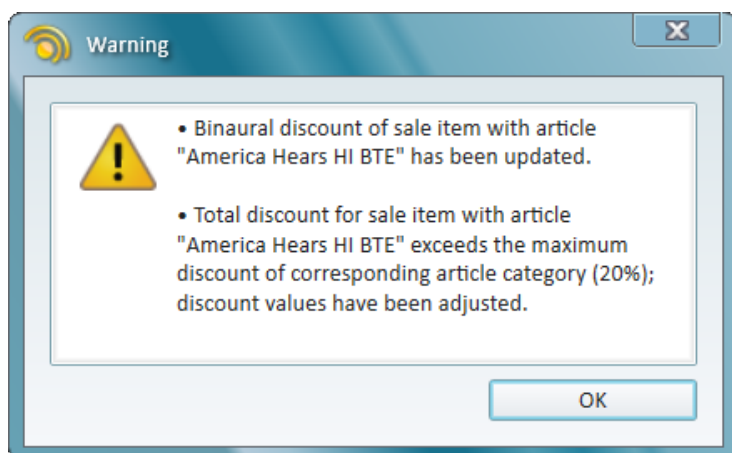 Warning
• Binaural discount of sale item with article
"America Hears HI BTE" has been updated.
• Total discount for sale item with article
"America Hears HI BTE" exceeds the maximum
discount of corresponding article category (20%);
discount values have been adjusted.
OK